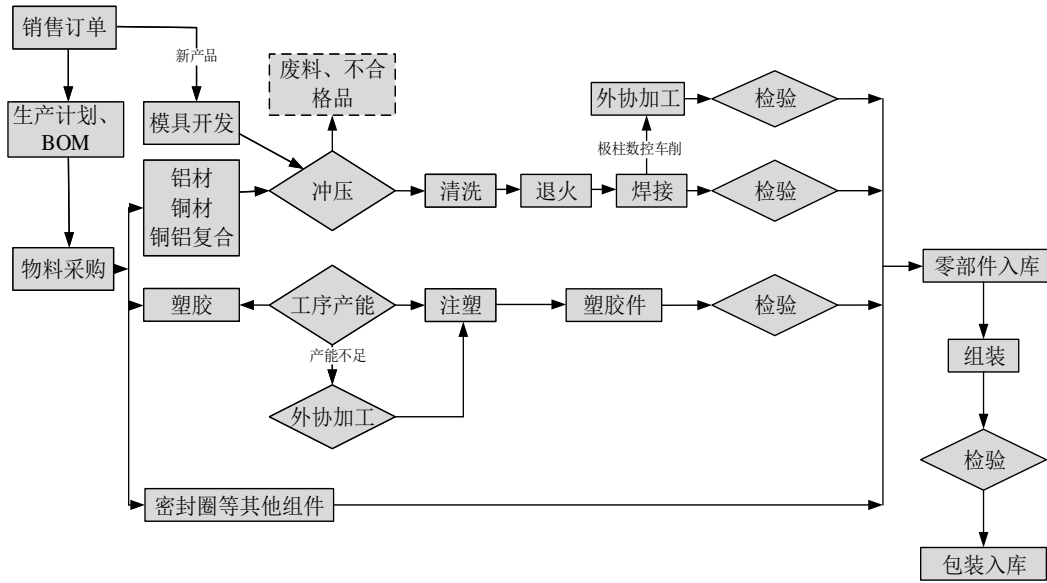 销售订单
新产品
废料、不合
格品
外协加工
检验
生产计划、
BOM
模具开发
极柱数控车削
铝材
铜材
铜铝复合
冲压
清洗
退火
焊接
检验
物料采购
零部件入库
塑胶
工序产能
注塑
塑胶件
检验
产能不足
组装
外协加工
检验
密封圈等其他组件
包装入库